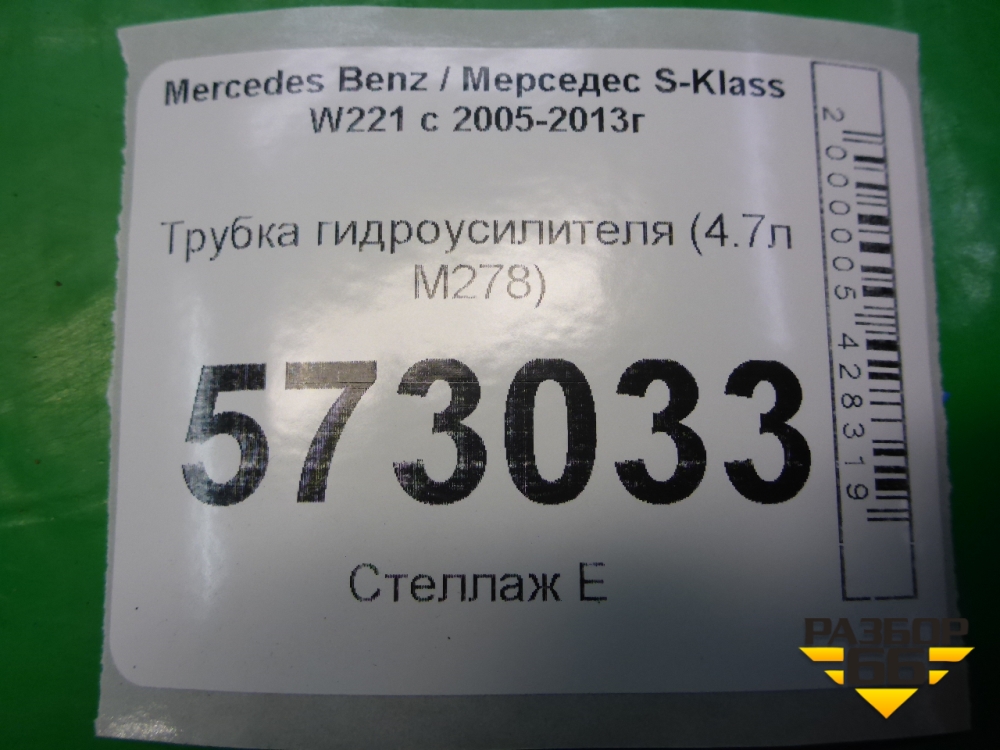 Mercedes Benz / Мерседес S-Klass
W221 с 2005-2013г
Трубка гидроусилителя (4.7л
M278)
573033
Стеллаж Е
2000005428319
РАЗБОР
66